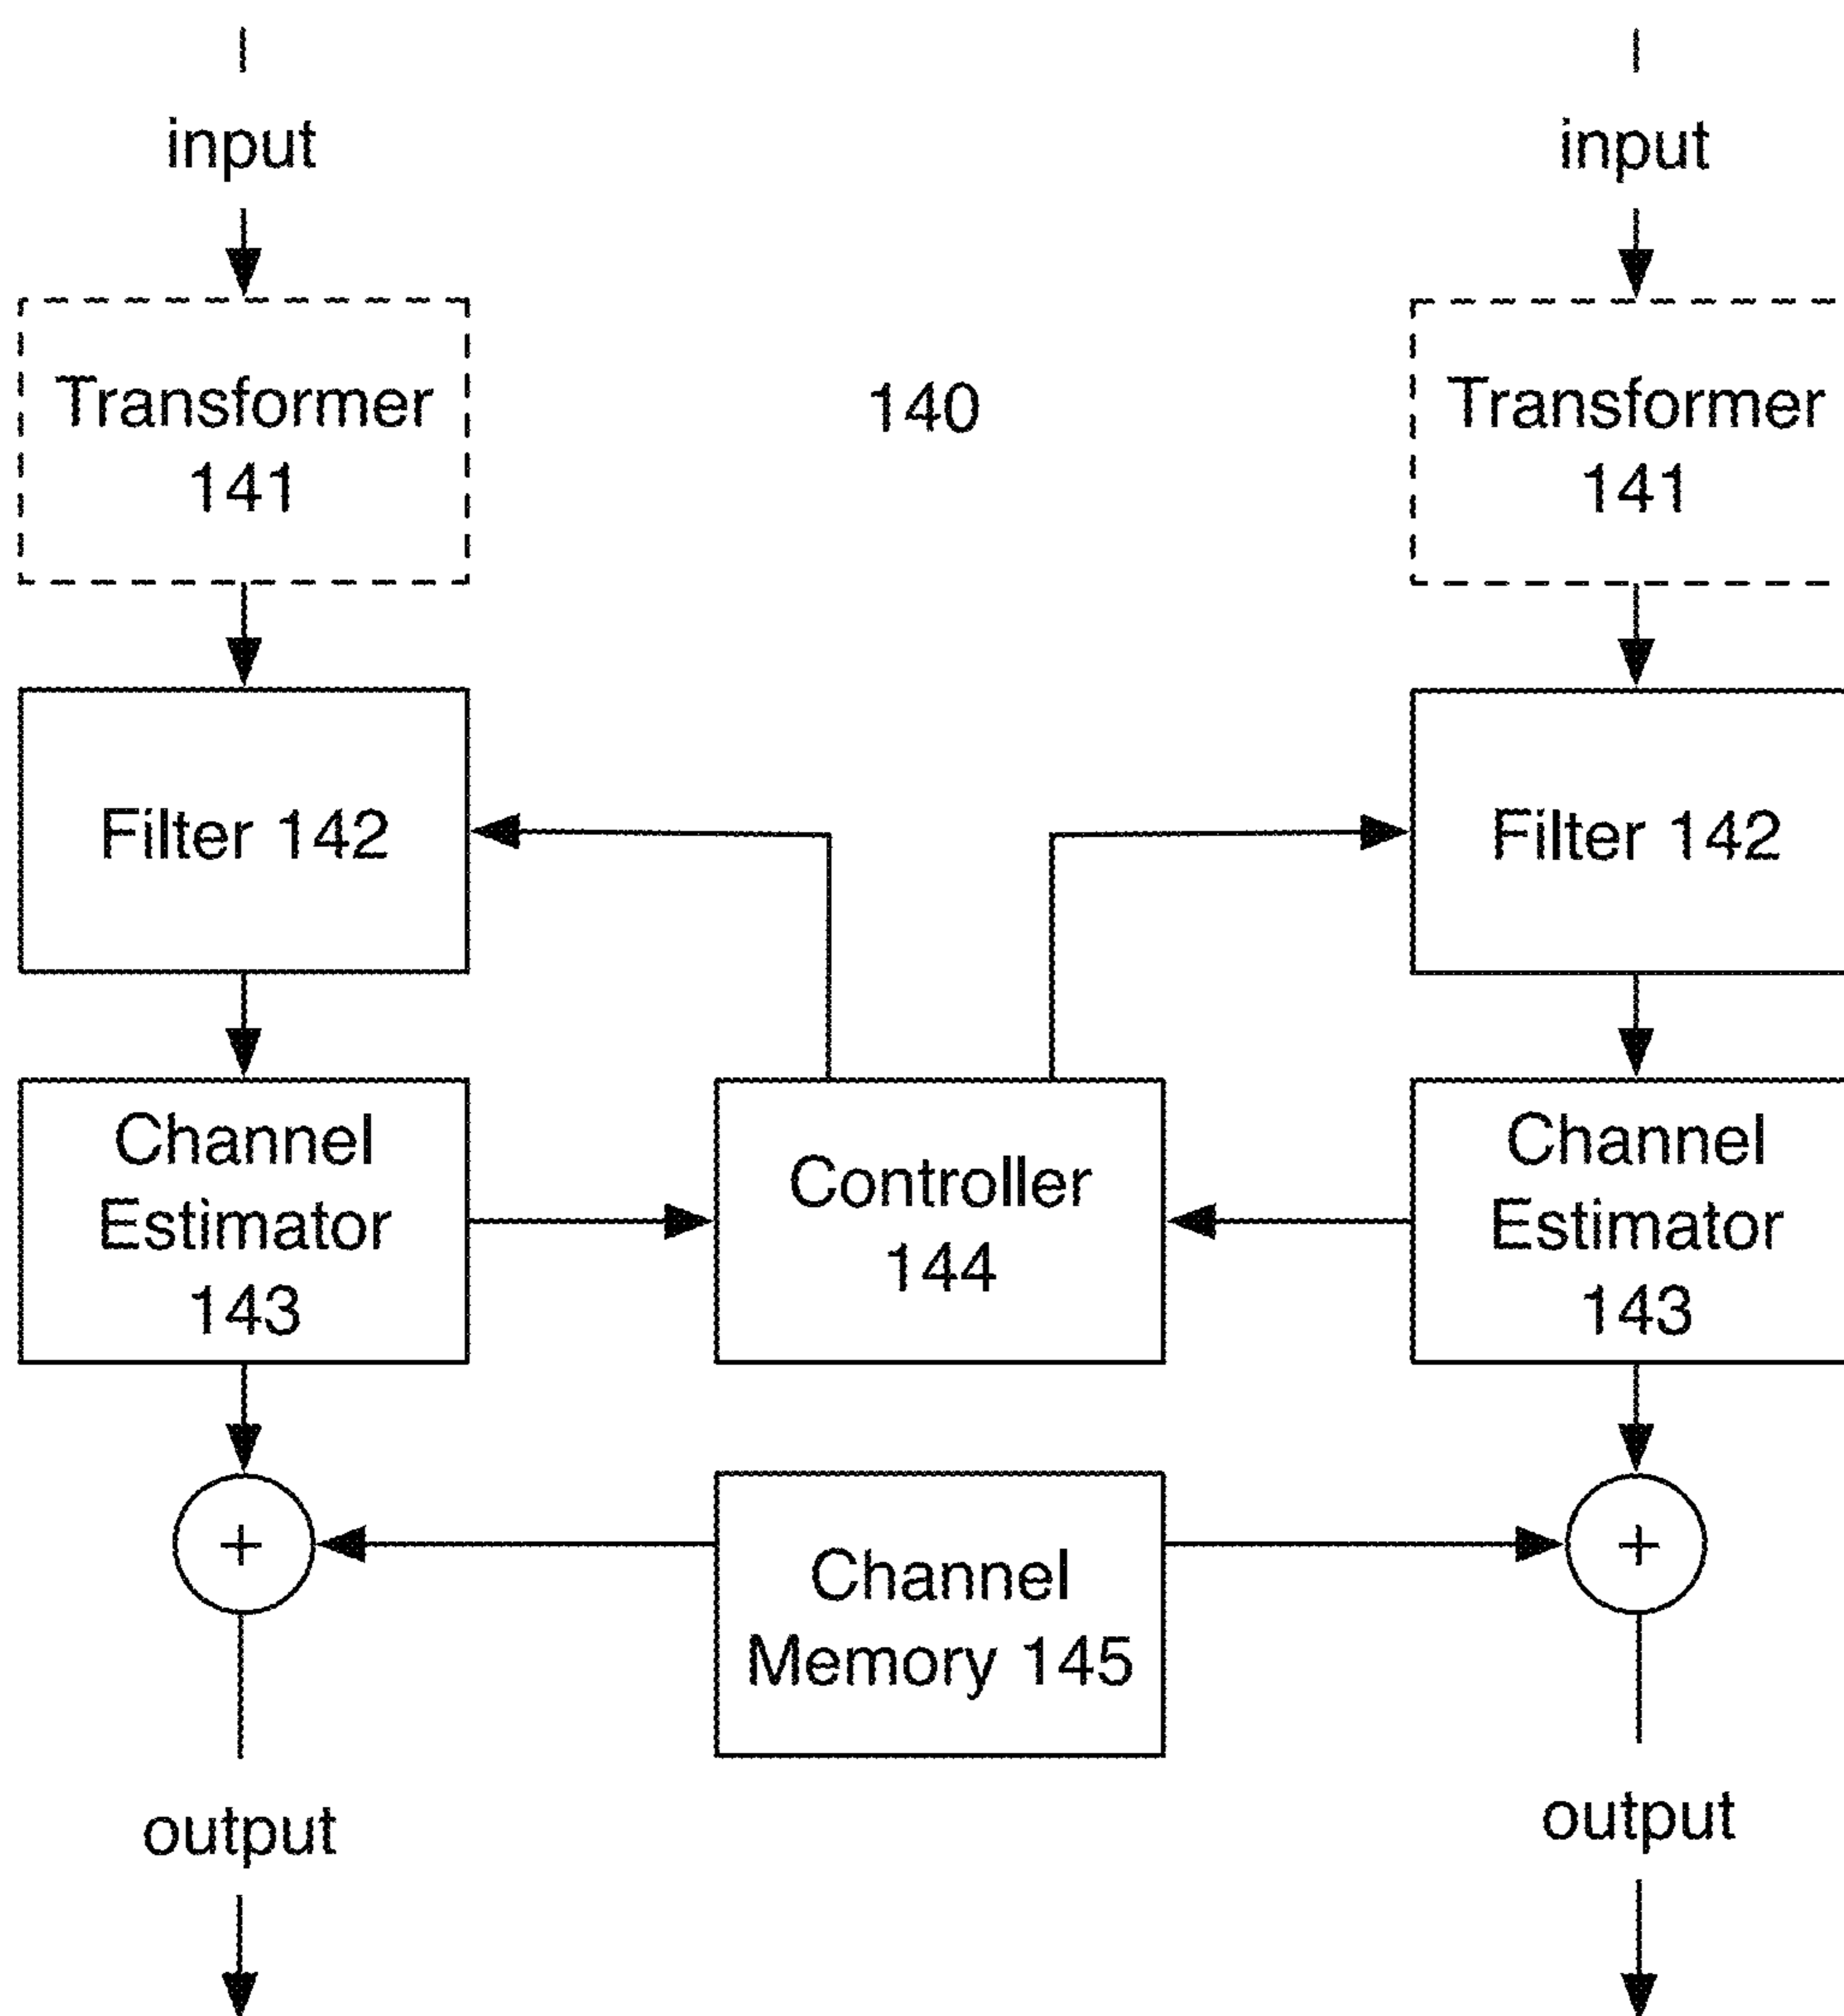 input
input
Transformer
141
140
Transformer
141
Filter 142
Filter 142
Channel
Estimator
143
Controller
144
Channel
Estimator
143
+
Channel
Memory 145
+
output
output